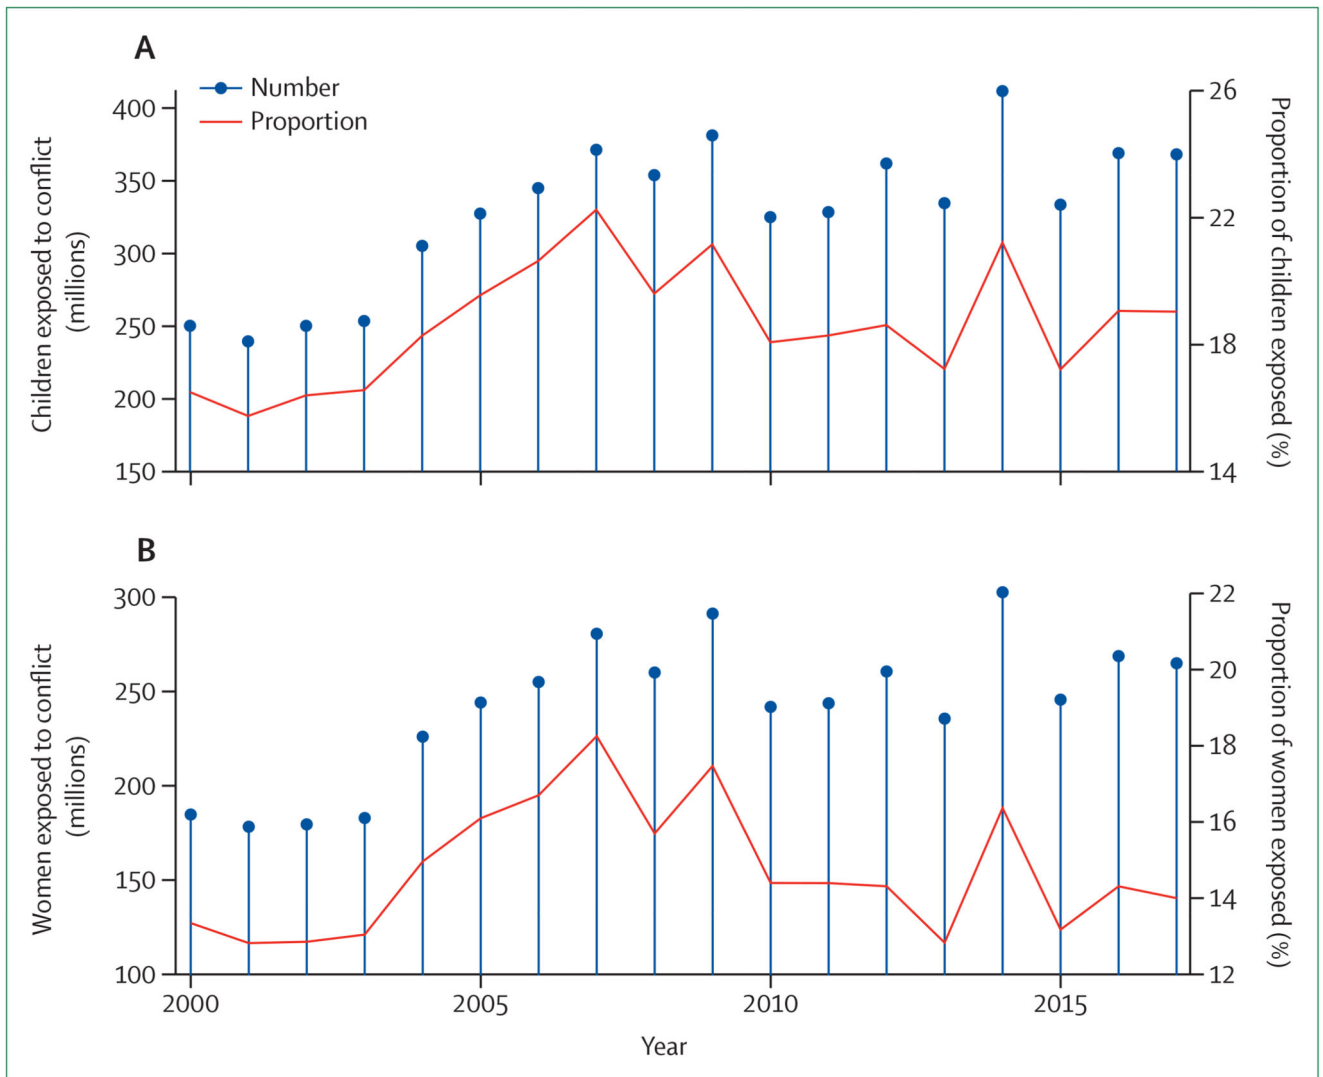 A
Number
Proportion
400
350
300
250
200
150
Children exposed to conflict
(millions)
26
22
18
14
Proportion of children exposed (%)
B
300
250
200
150
100
Women exposed to conflict
(millions)
22
20
18
16
14
12
Proportion of women exposed (%)
2000
2005
2010
2015
Year